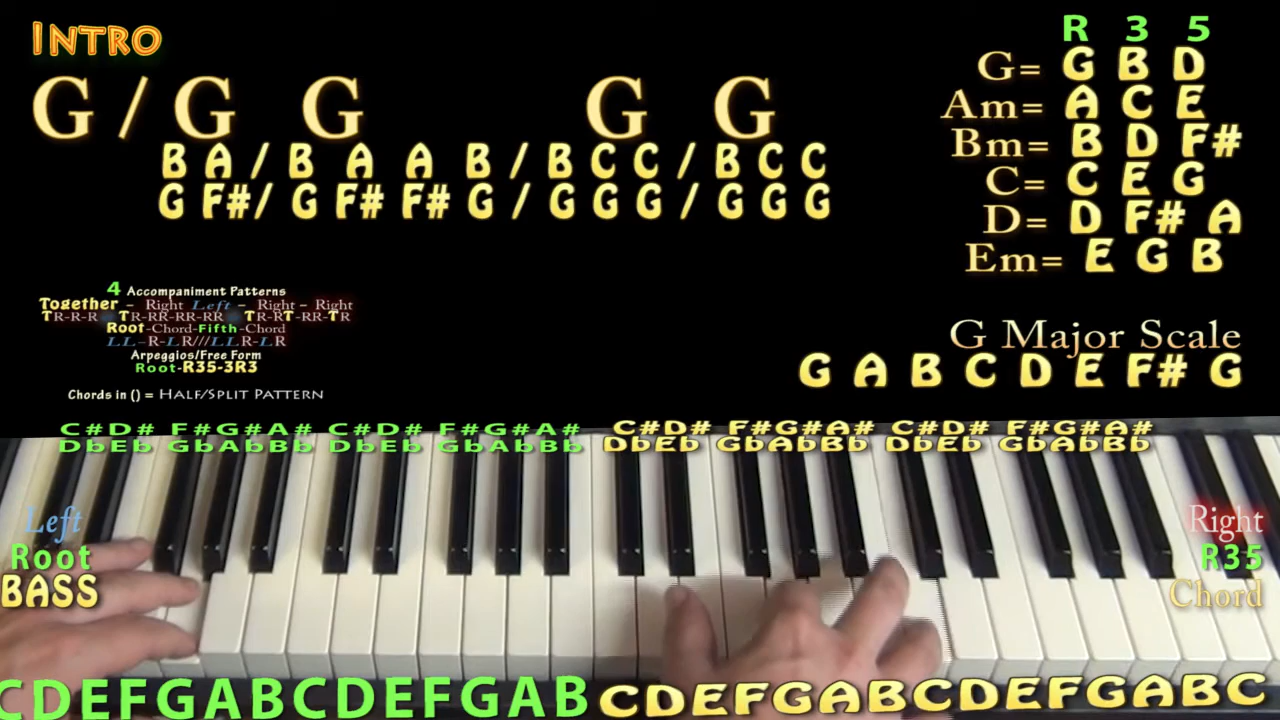 INTRO
G / G G G G
B A / B A A B / B C C / B C C
G F#/ G F# F# G / G G G / G G G
R 3 5
G= G B D
Am= A C E
Bm= B D F#
C= C E G
D= D F# A
Em= E G B
4 Accompaniment Patterns
Together - Right Left - Right - Right
TR-R-R TR-RR-RR-RR TR-RT-RR-TR
Root-Chord-Fifth-Chord
LL-R-LR///LLR-LR
Arpeggios/Free Form
Root-R35-3R3
Chords in () = HALF/SPLIT PATTERN
G Major Scale
G A B C D E F# G
C#D# F#G#A# C#D# F#G#A# C#D# F#G#A# C#D# F#G#A#
DbEb GbAbBb DbEb GbAbBb DbEb GbAbBb DbEb GbAbBb
Left
Root
BASS
Right
R35
Chord
CDEFGABCDEFGAB CDEFGABCDEFGABC